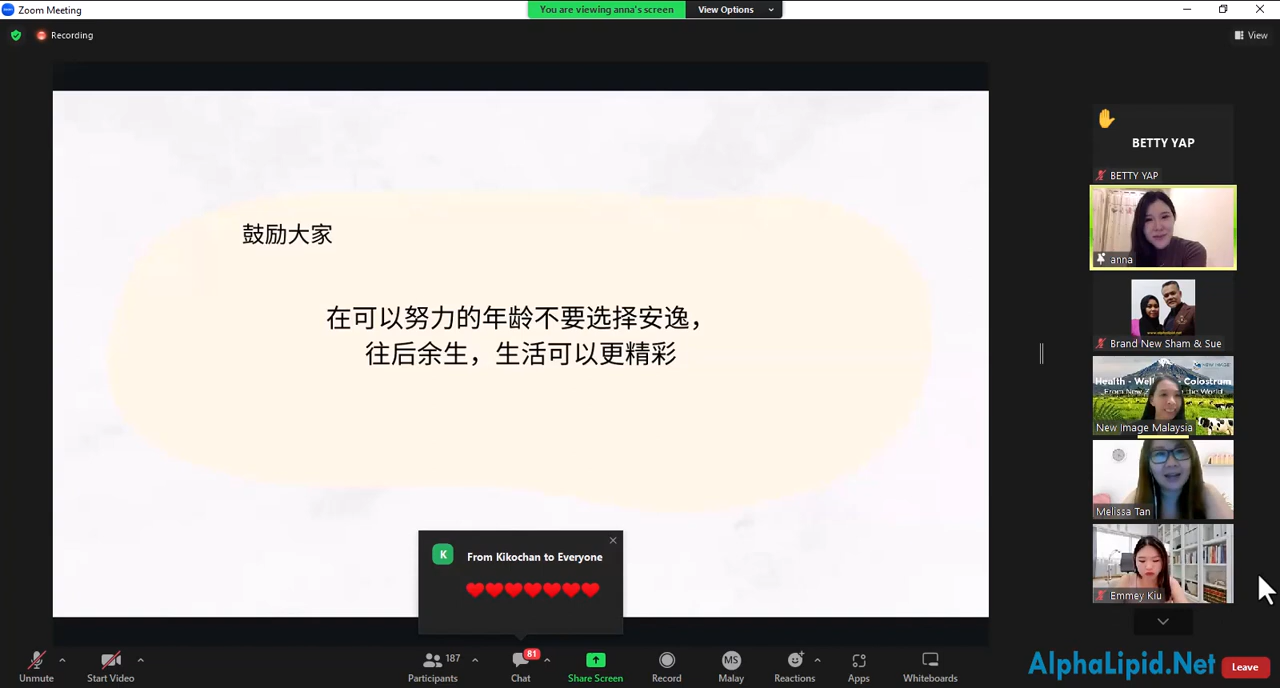 Zoom Meeting
You are viewing anna's screen
View Options
Recording
View
鼓励大家
在可以努力的年龄不要选择安逸，
往后余生，生活可以更精彩
BETTY YAP
BETTY YAP
anna
Brand New Sham & Sue
Colostrum
New Image Malaysia
Melissa Tan
Emmey Kiu
K
From Kikochan to Everyone
❤❤❤❤❤❤❤
Unmute
Start Video
187
Participants
81
Chat
Share Screen
Record
MS
Malay
Reactions
Apps
Whiteboards
AlphaLipid.Net
Leave